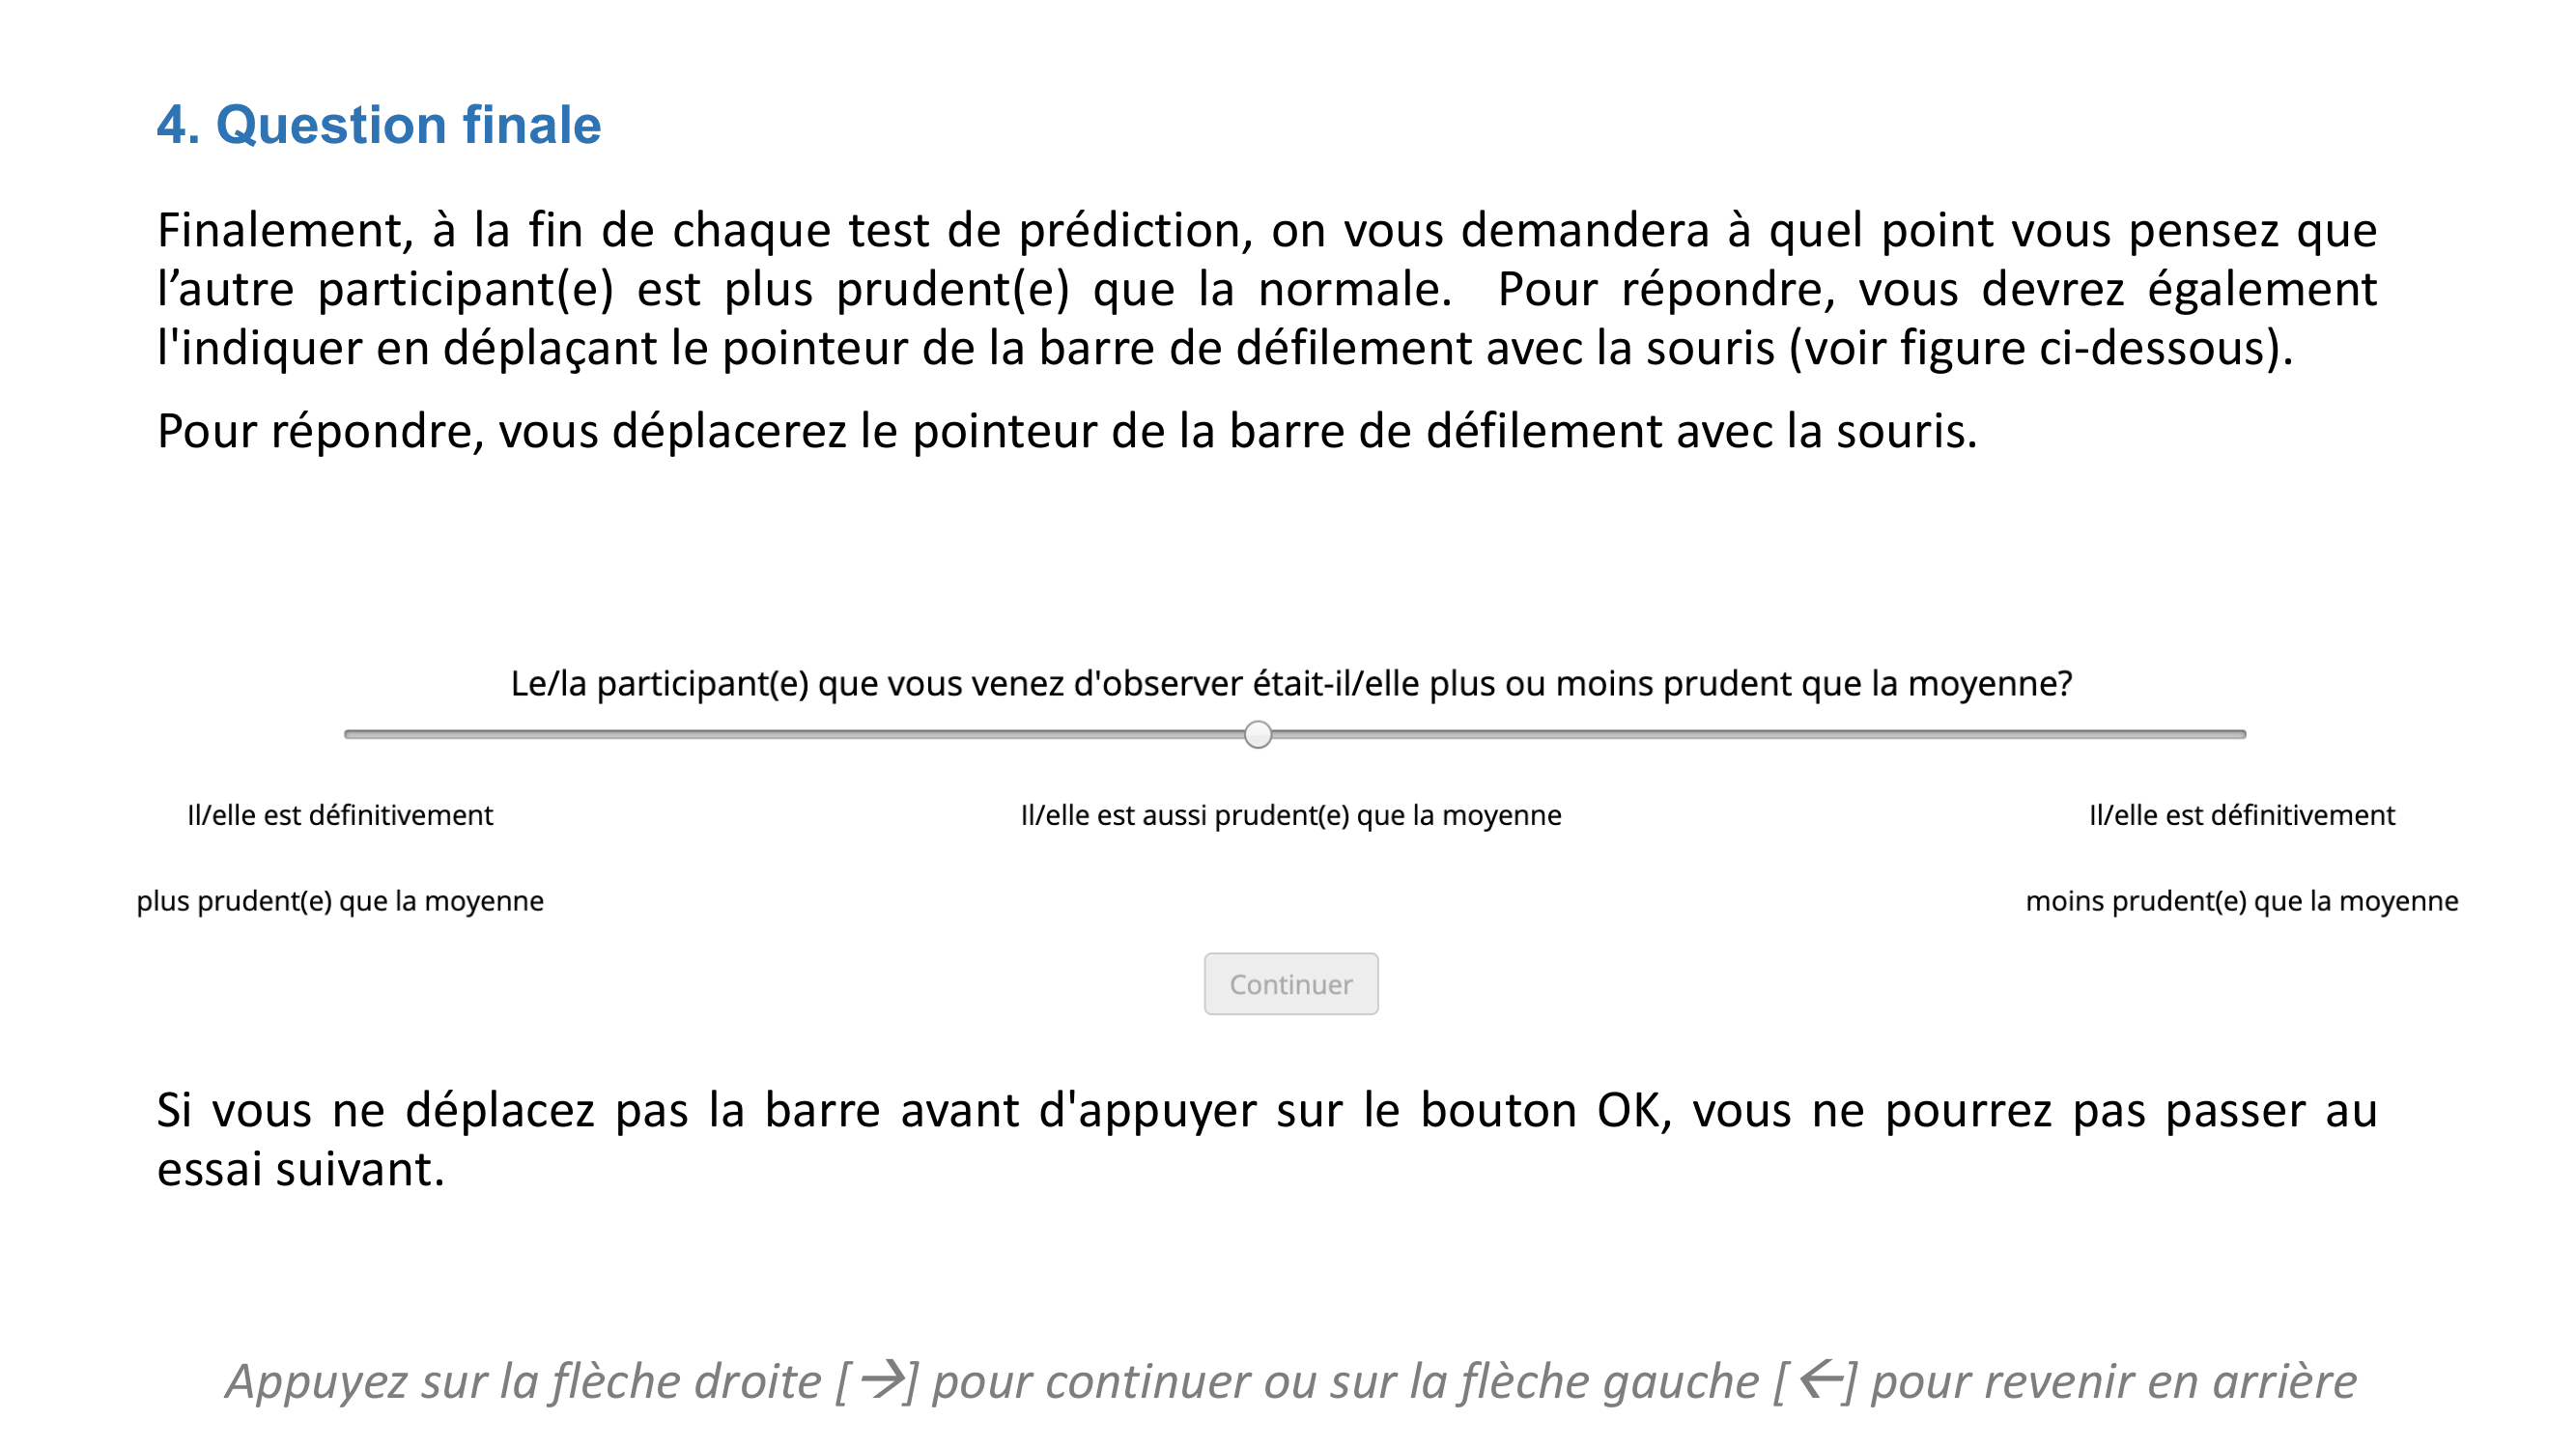 4. Question finale
Finalement, à la fin de chaque test de prédiction, on vous demandera à quel point vous pensez que
l’autre participant(e) est plus prudent(e) que la normale. Pour répondre, vous devrez également
l'indiquer en déplaçant le pointeur de la barre de défilement avec la souris (voir figure ci-dessous).
Pour répondre, vous déplacerez le pointeur de la barre de défilement avec la souris.
Le/la participant(e) que vous venez d'observer était-il/elle plus ou moins prudent que la moyenne?
Il/elle est définitivement
plus prudent(e) que la moyenne
Il/elle est aussi prudent(e) que la moyenne
Il/elle est définitivement
moins prudent(e) que la moyenne
Continuer
Si vous ne déplacez pas la barre avant d'appuyer sur le bouton OK, vous ne pourrez pas passer au
essai suivant.
Appuyez sur la flèche droite [→] pour continuer ou sur la flèche gauche [←] pour revenir en arrière